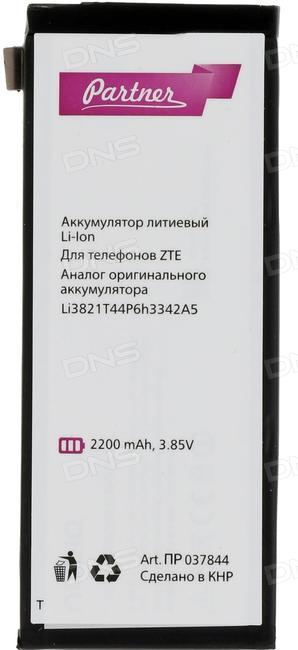 Partner
Аккумулятор литиевый
Li-Ion
Для телефонов ZTE
Аналог оригинального
аккумулятора
Li3821T44P6h3342A5
2200 mAh, 3.85V
Art. ПР 037844
Сделано в КНР
T
DNS